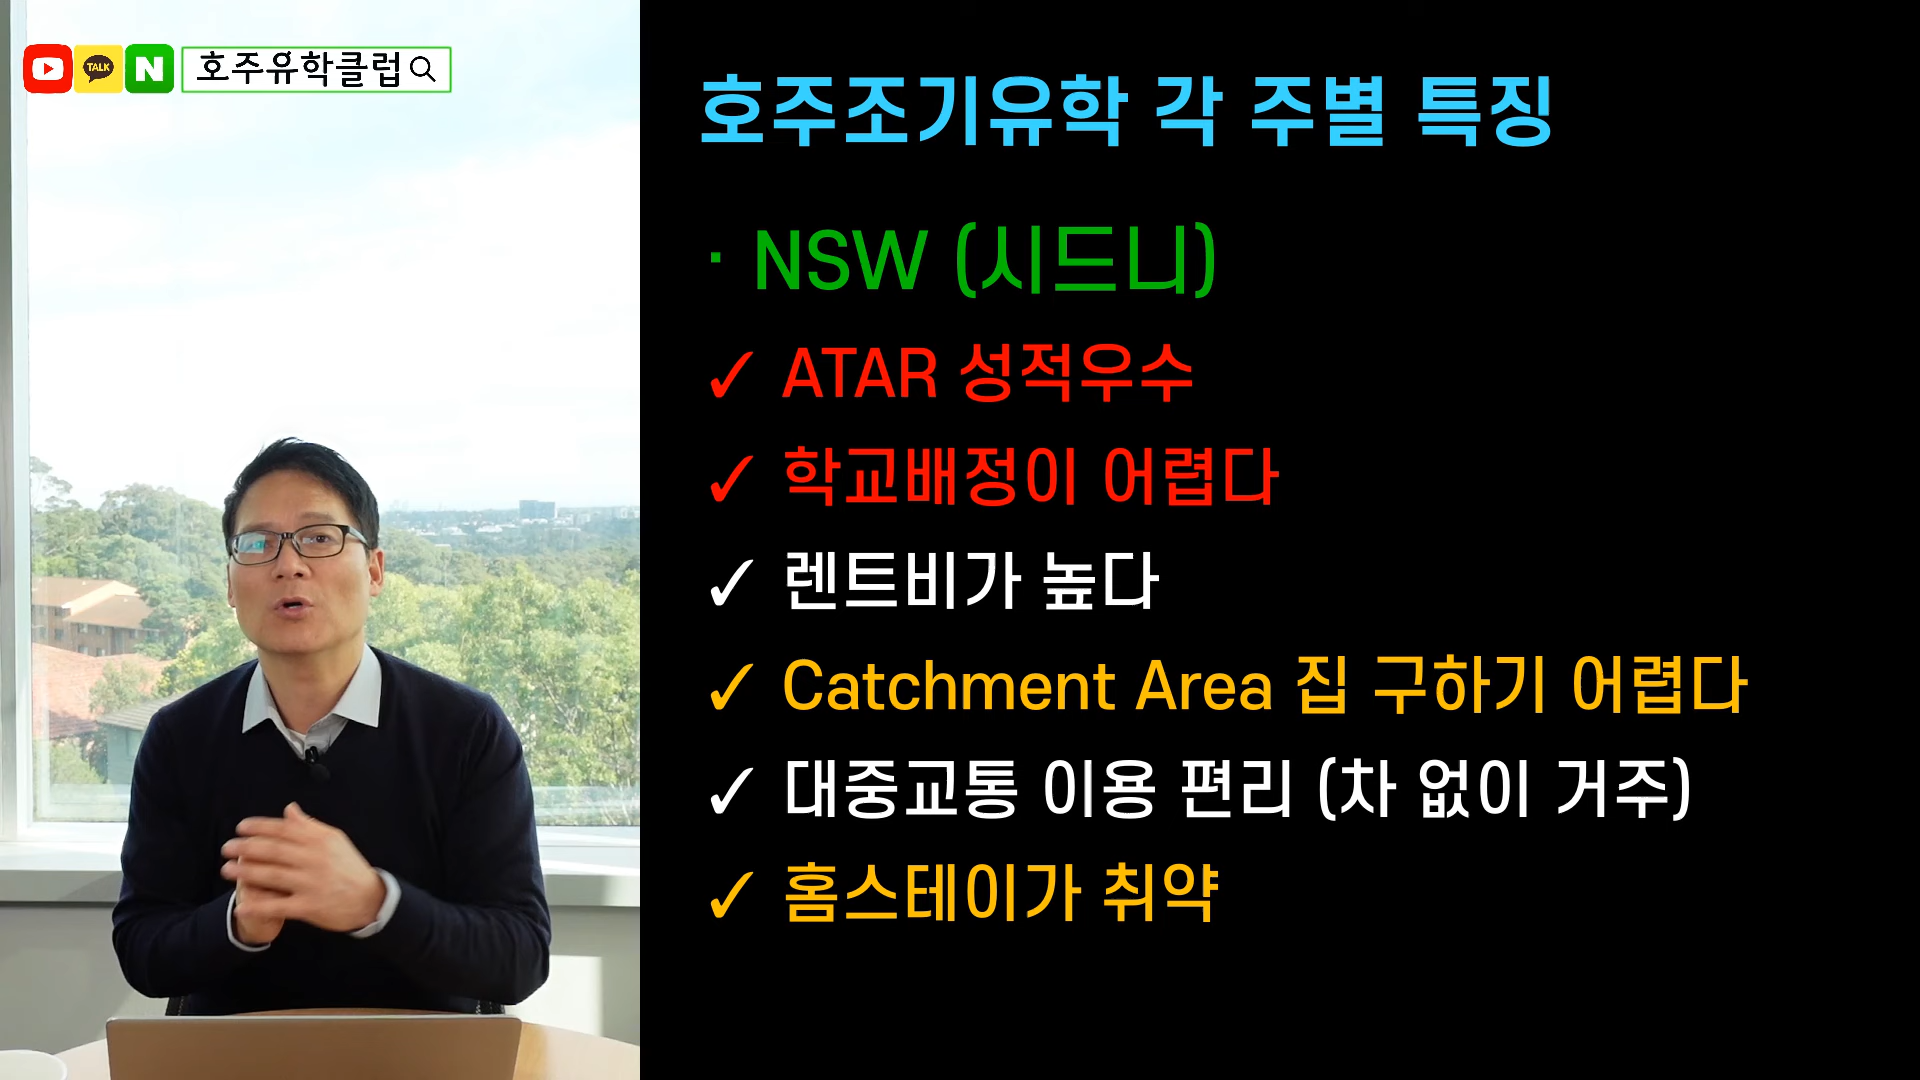 TALK
N
호주유학클럽
호주조기유학 각 주별 특징
· NSW (시드니)
✓ ATAR 성적우수
✓ 학교배정이 어렵다
✓ 렌트비가 높다
✓ Catchment Area 집 구하기 어렵다
✓ 대중교통 이용 편리 (차 없이 거주)
✓ 홈스테이가 취약